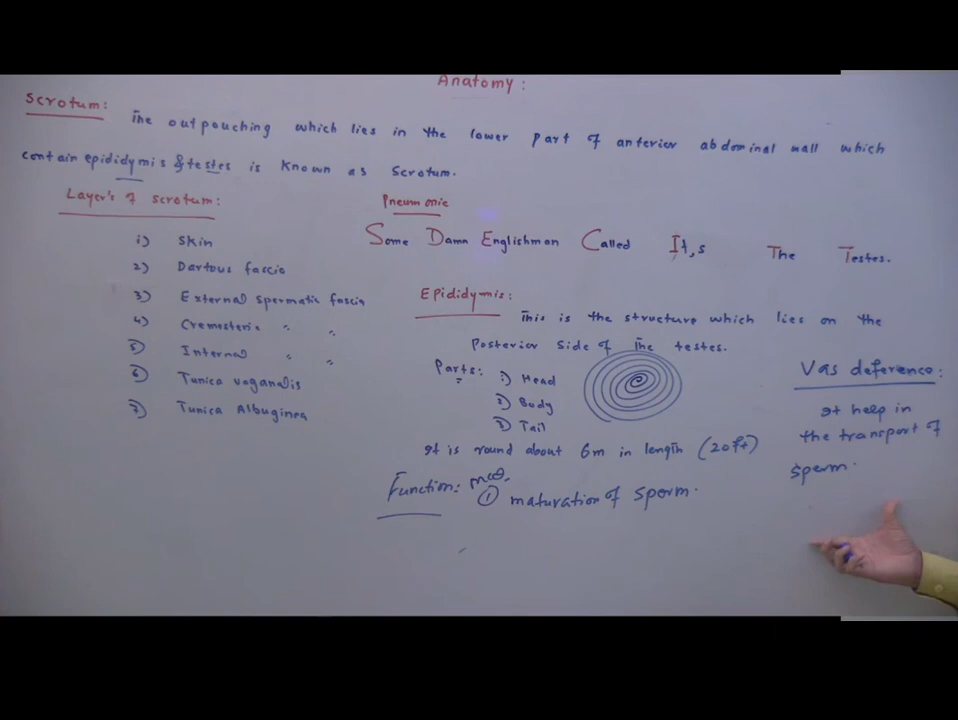 Anatomy:
Scrotum:
The outpouching which lies in the lower part of anterior abdominal wall which
contain epididymis & testes is known as scrotum.
Layer's of scrotum:
i) Skin
2) Dartous fascio
3) External spermatic fascia
4) Cremosteric " "
5) Internal " "
6) Tunica vaganalis
7) Tunica Albuginea
Pneumonic
Some Damn Englishman Called It,s The Testes.
Epididymis:
This is the structure which lies on the
Posterior side of the testes.
Parts:
1) Head
2) Body
3) Tail
It is round about 6m in length (20ft)
Function:
① maturation of sperm.
Vas deference:
It help in
the transport of
sperm.